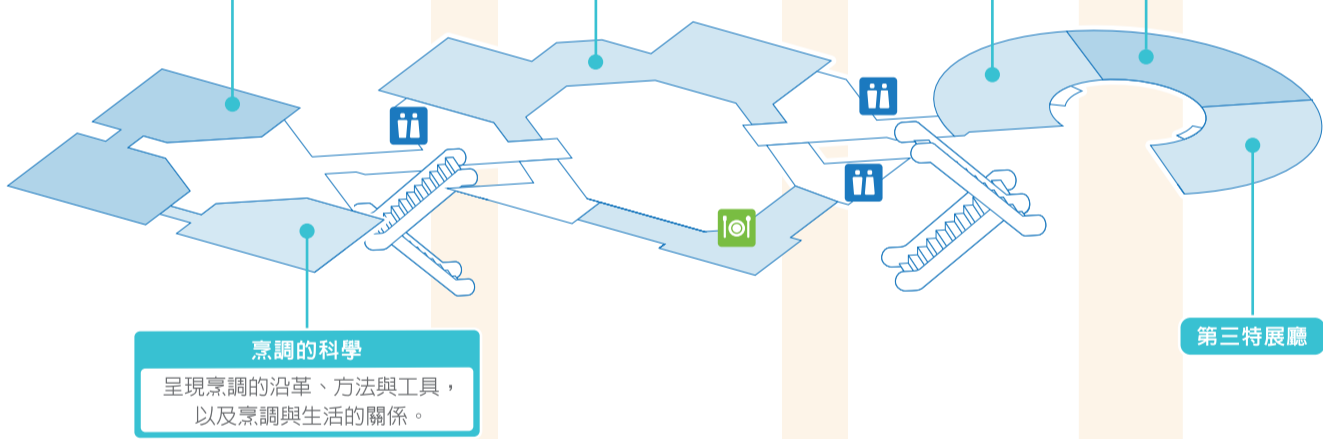 烹調的科學
呈現烹調的沿革、方法與工具，
以及烹調與生活的關係。
第三特展廳